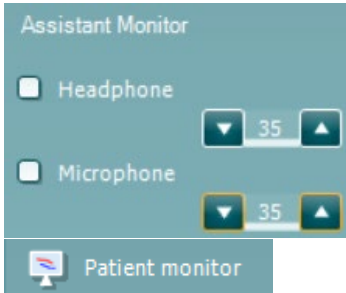 Assistant Monitor
Headphone
35
Microphone
35
Patient monitor